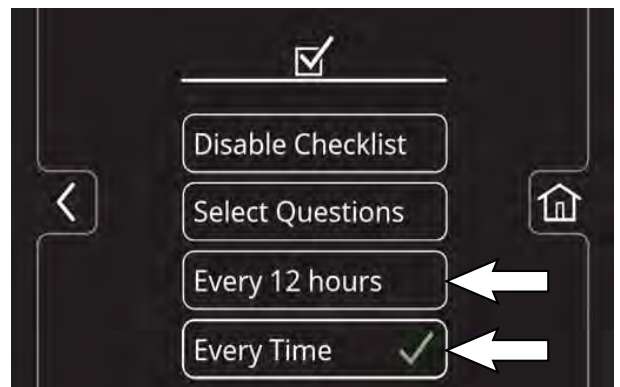 Disable Checklist
Select Questions
Every 12 hours
Every Time